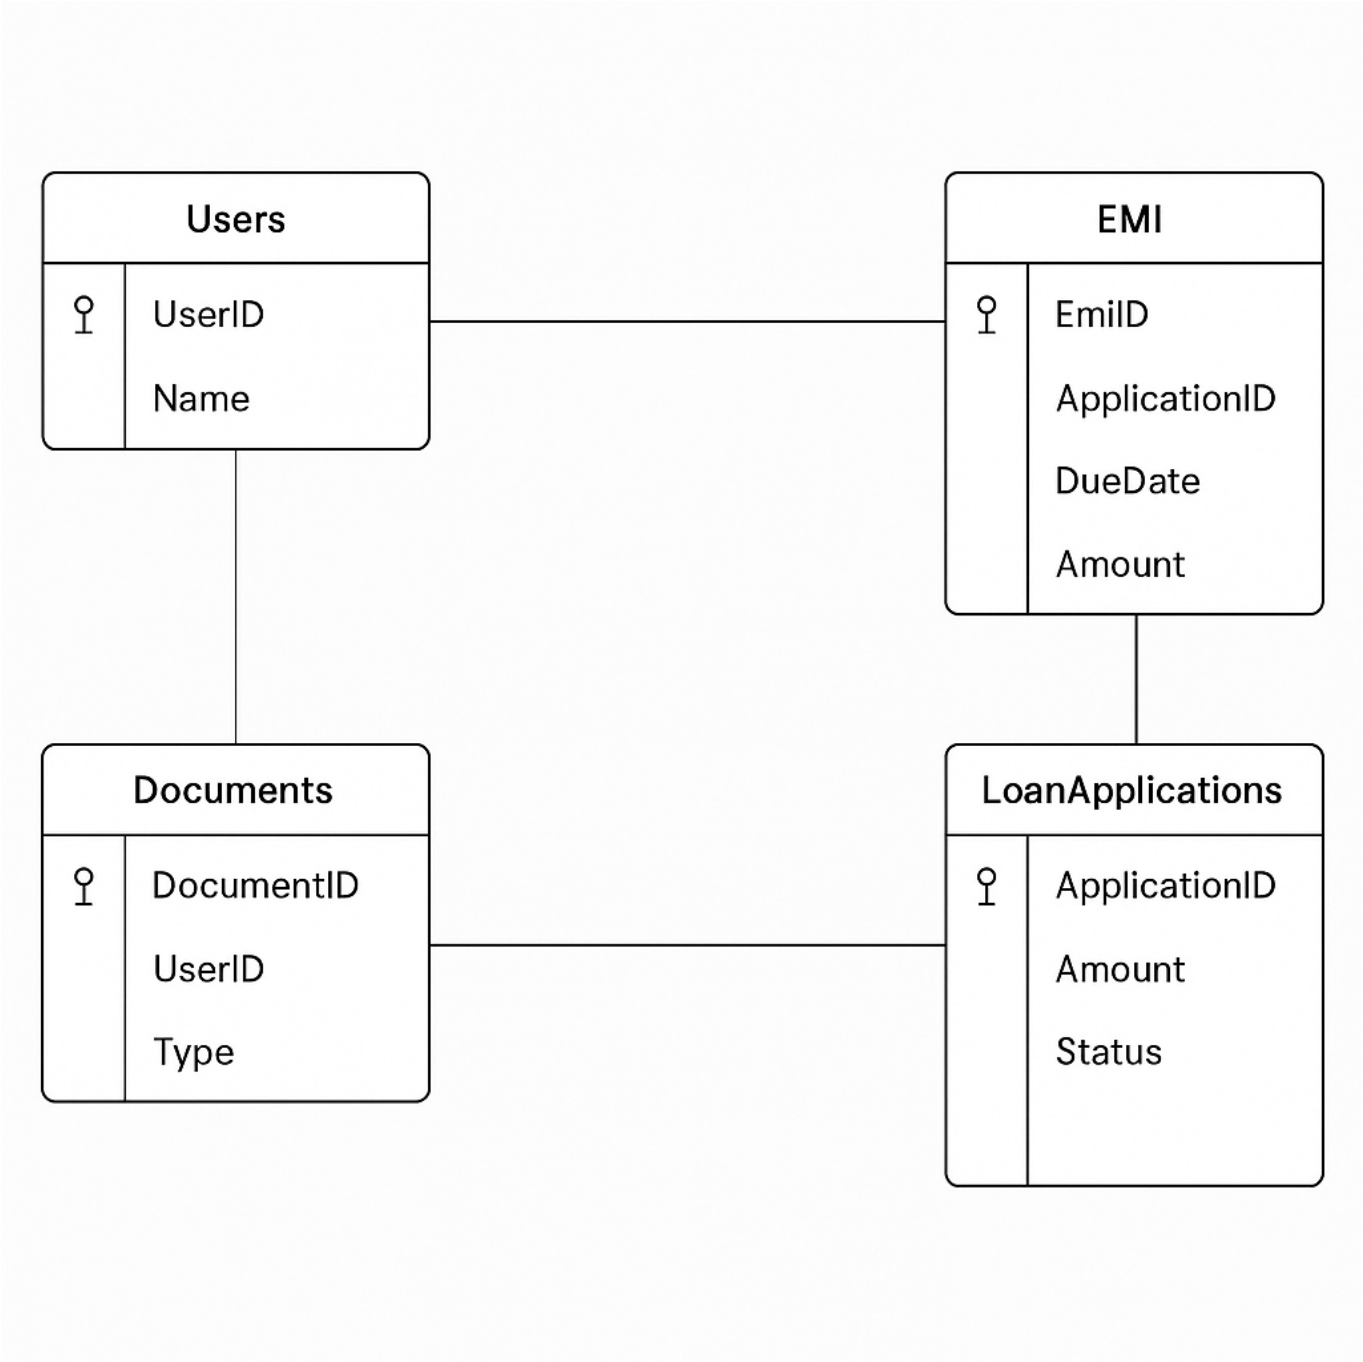 Users
UserID
Name
EMI
EmiID
ApplicationID
DueDate
Amount
Documents
DocumentID
UserID
Type
LoanApplications
ApplicationID
Amount
Status